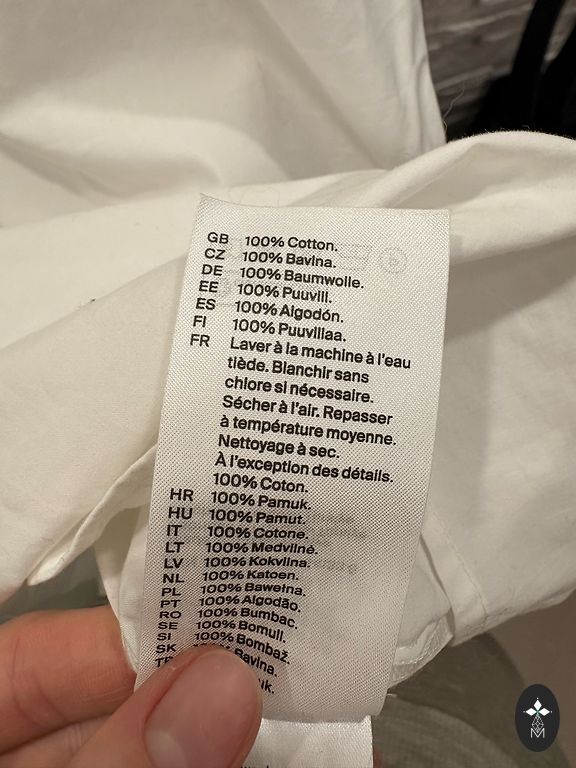 GB 100% Cotton.
CZ 100% Bavlna.
DE 100% Baumwolle.
EE 100% Puuvill.
ES 100% Algodón.
FI 100% Puuvillaa.
FR Laver à la machine à l'eau
tiède. Blanchir sans
chlore si nécessaire.
Sécher à l'air. Repasser
à température moyenne.
Nettoyage à sec.
À l'exception des détails.
100% Coton.
HR 100% Pamuk.
HU 100% Pamut.
IT 100% Cotone.
LT 100% Medvilnė.
LV 100% Kokvilna.
NL 100% Katoen.
PL 100% Bawełna.
PT 100% Algodão.
RO 100% Bumbac.
SE 100% Bomull.
SI 100% Bombaž.
SK Bavlna.